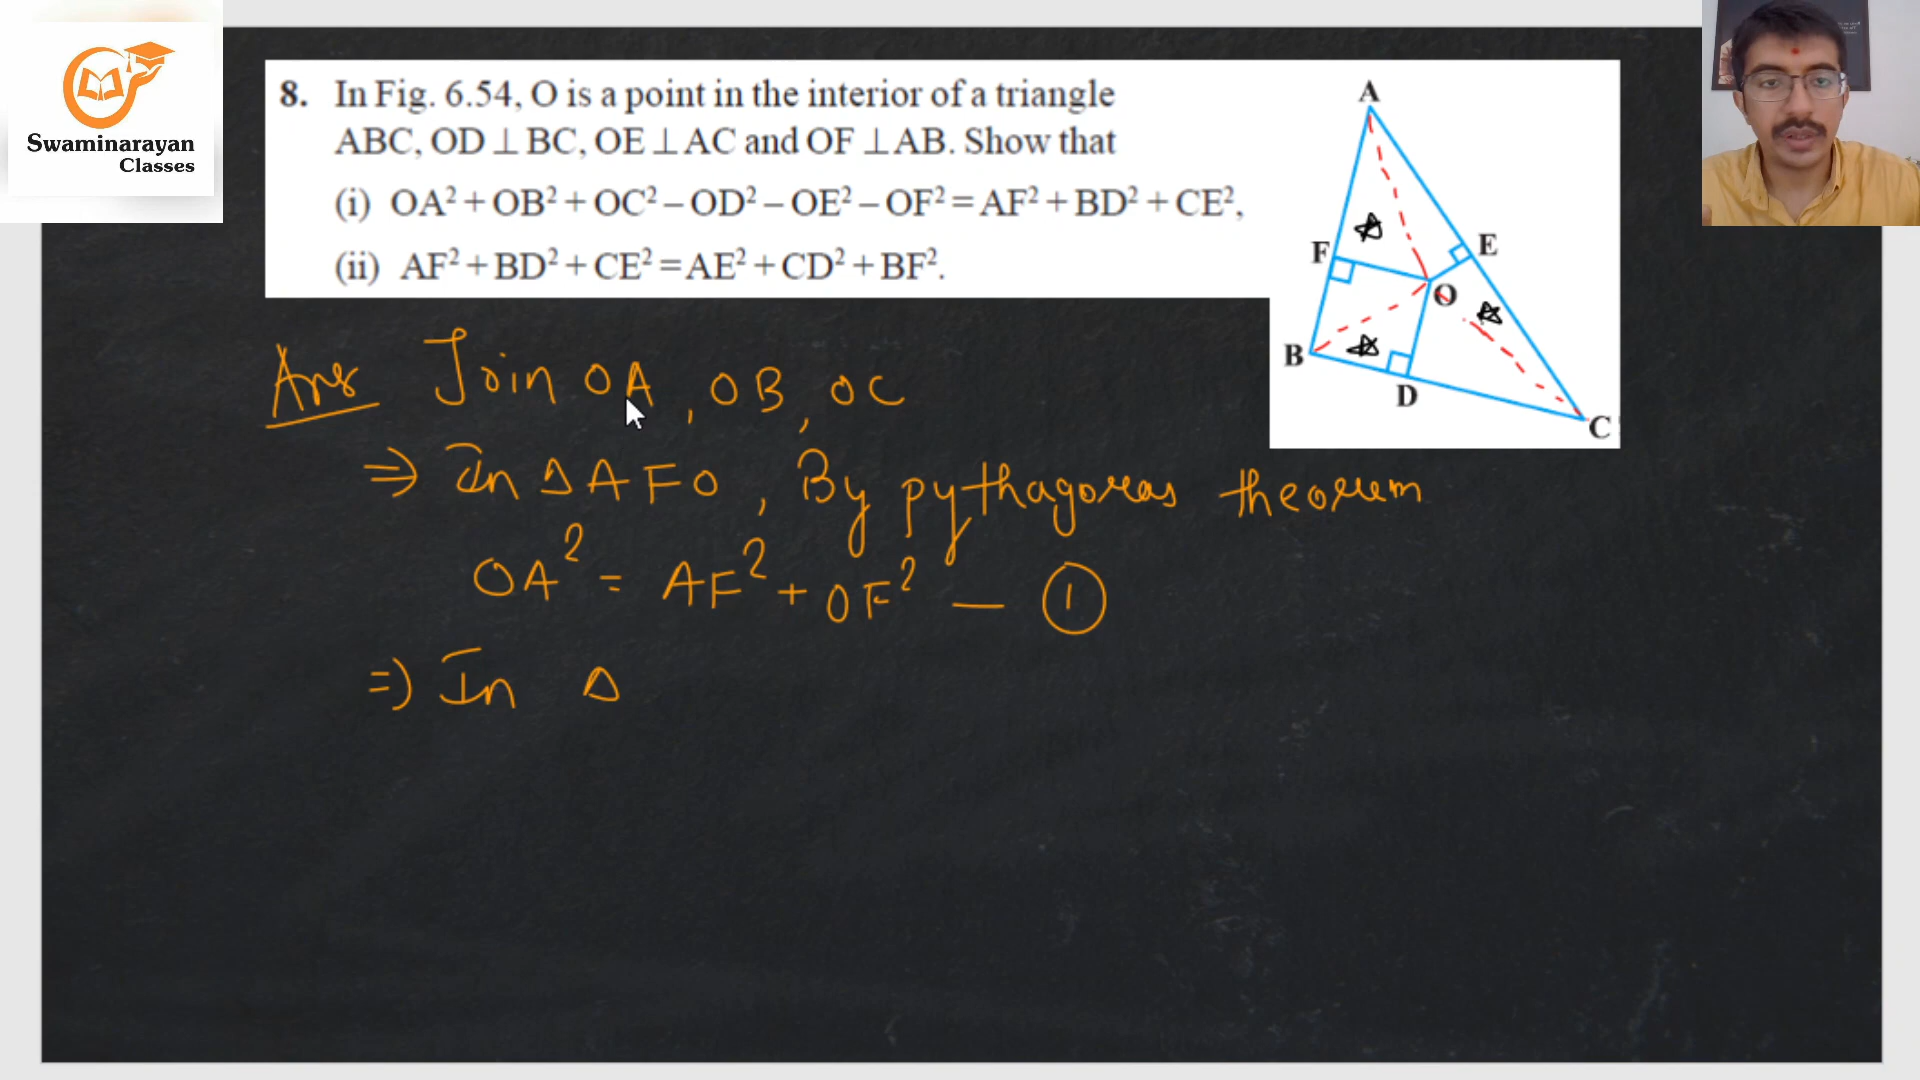 Swaminarayan
Classes
8. In Fig. 6.54, O is a point in the interior of a triangle
ABC, OD ⊥ BC, OE ⊥ AC and OF ⊥ AB. Show that
(i) OA² + OB² + OC² – OD² – OE² – OF² = AF² + BD² + CE²,
(ii) AF² + BD² + CE² = AE² + CD² + BF².
A
F
E
O
B
D
C
Ans Join OA, OB, OC
⇒ In △AFO, By pythagoras theorem
OA² = AF² + OF² — ①
⇒ In △